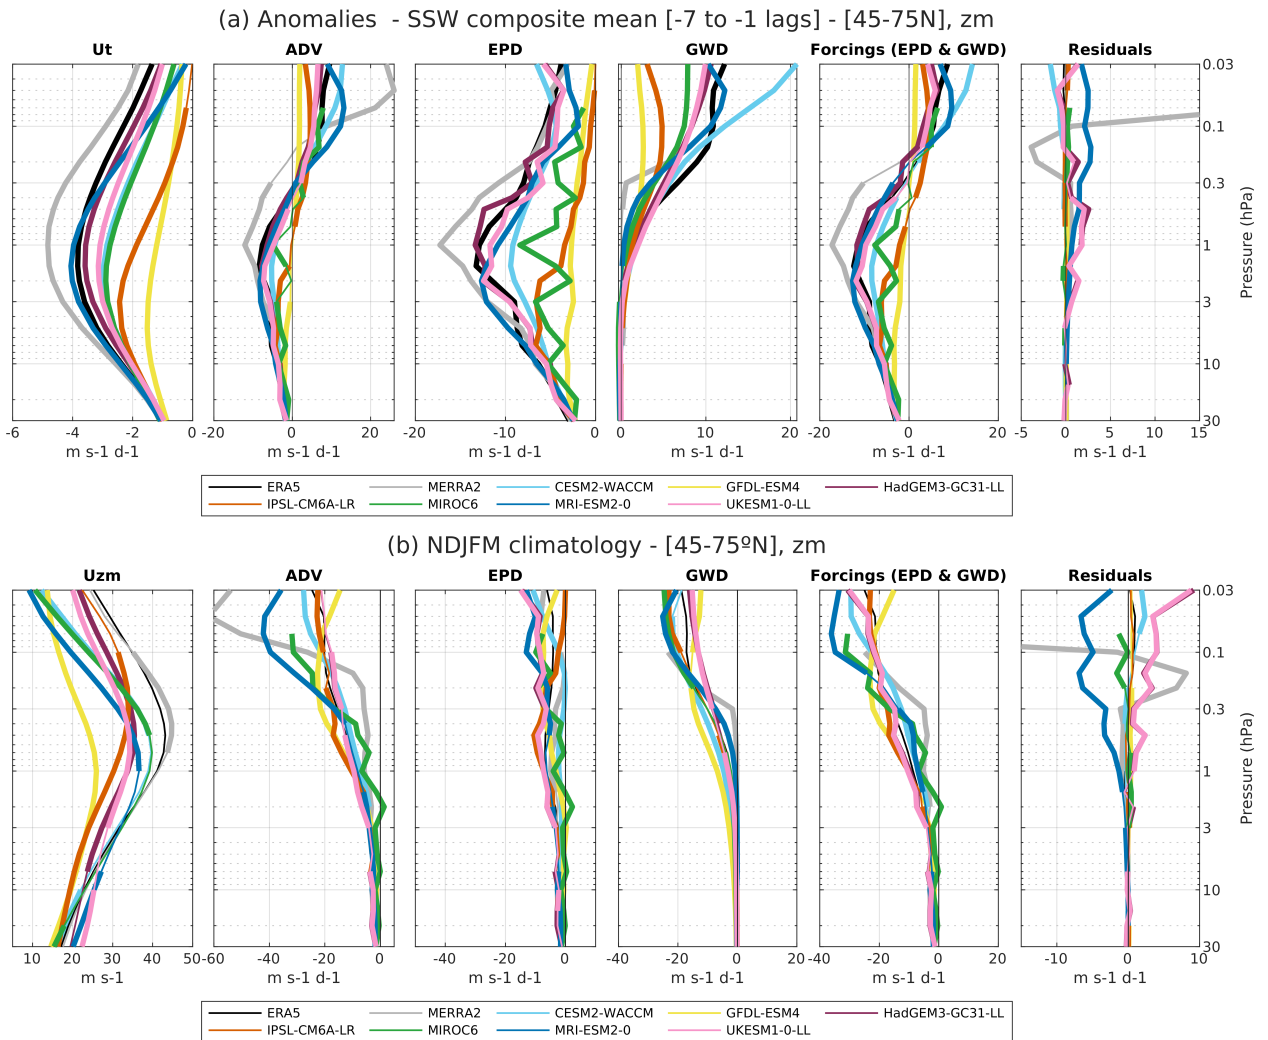 (a) Anomalies - SSW composite mean [-7 to -1 lags] - [45-75N], zm
Ut ADV EPD GWD Forcings (EPD & GWD) Residuals
0.03
0.1
0.3
1
3
10
30
Pressure (hPa)
-6 -4 -2 0 -20 0 20 -20 -10 0 0 10 20 -20 0 20 -5 0 5 10 15
m s-1 d-1 m s-1 d-1 m s-1 d-1 m s-1 d-1 m s-1 d-1 m s-1 d-1
ERA5 MERRA2 CESM2-WACCM GFDL-ESM4 HadGEM3-GC31-LL
IPSL-CM6A-LR MIROC6 MRI-ESM2-0 UKESM1-0-LL
(b) NDJFM climatology - [45-75ºN], zm
Uzm ADV EPD GWD Forcings (EPD & GWD) Residuals
0.03
0.1
0.3
1
3
10
30
Pressure (hPa)
10 20 30 40 50 -60 -40 -20 0 -40 -20 0 -40 -20 0 20 -40 -20 0 20 -10 0 10
m s-1 m s-1 d-1 m s-1 d-1 m s-1 d-1 m s-1 d-1 m s-1 d-1
ERA5 MERRA2 CESM2-WACCM GFDL-ESM4 HadGEM3-GC31-LL
IPSL-CM6A-LR MIROC6 MRI-ESM2-0 UKESM1-0-LL